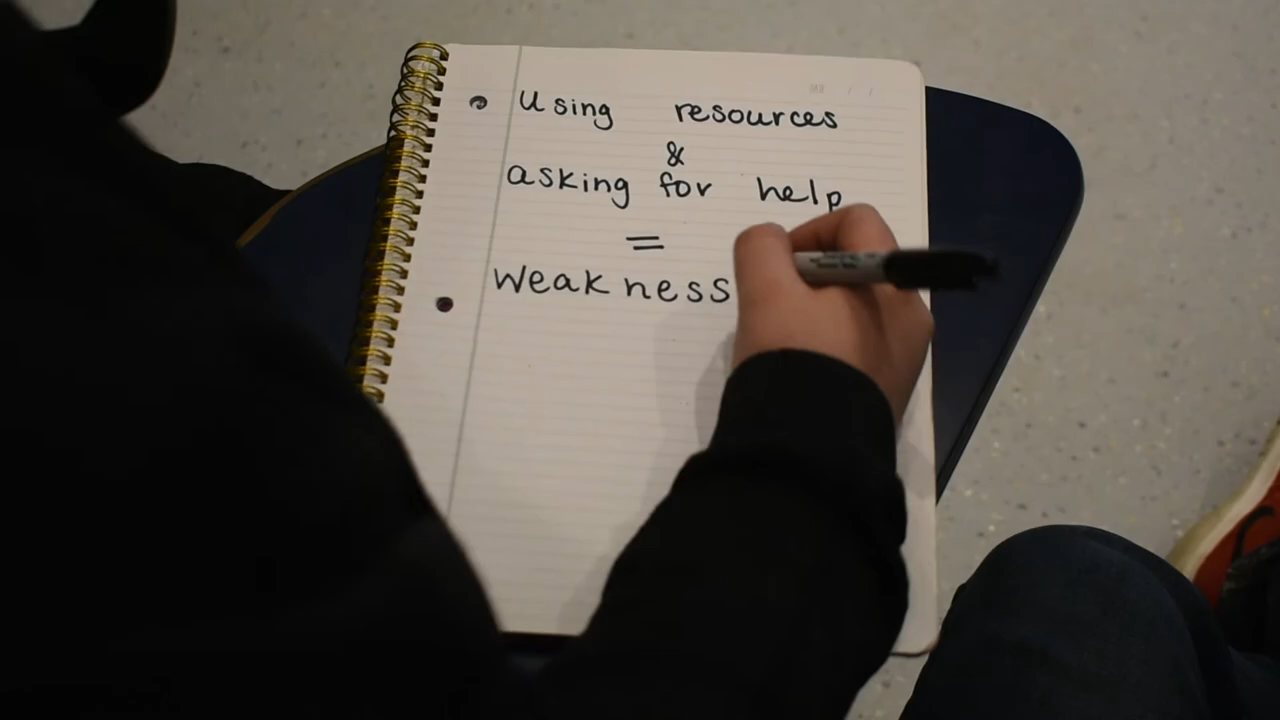 Using resources
&
asking for help
=
Weakness